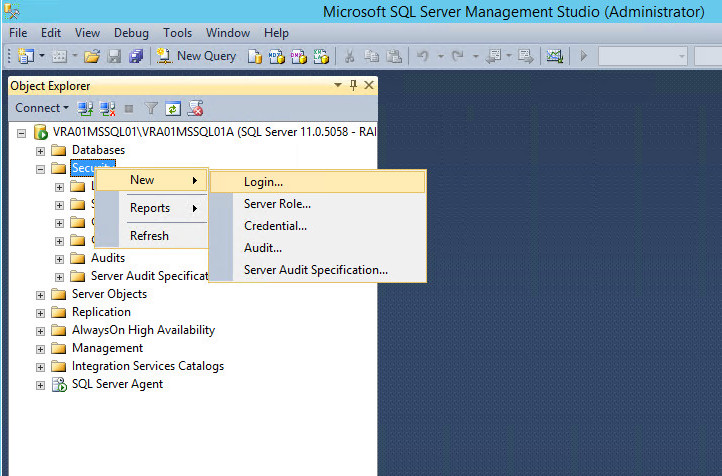 Microsoft SQL Server Management Studio (Administrator)
File Edit View Debug Tools Window Help
New Query
Object Explorer
Connect
VRA01MSSQL01\VRA01MSSQL01A (SQL Server 11.0.5058 - RAI
Databases
Security
New
Login...
Server Role...
Reports
Credential...
Refresh
Audit...
Audits
Server Audit Specificat
Server Audit Specification...
Server Objects
Replication
AlwaysOn High Availability
Management
Integration Services Catalogs
SQL Server Agent